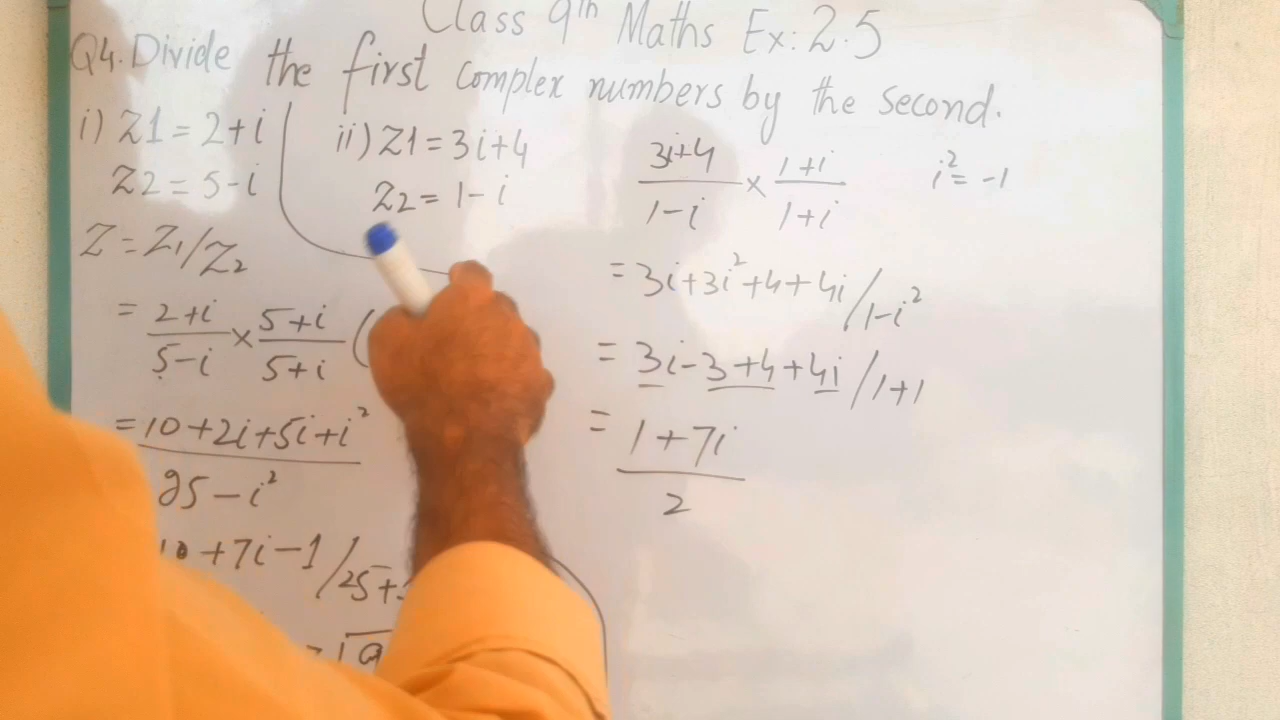 Class 9th Maths Ex: 2.5
Q4. Divide the first complex numbers by the second.
i) Z1 = 2+i
Z2 = 5-i
Z = Z₁/Z₂
= 2+i / 5-i × 5+i / 5+i (
= 10+2i+5i+i² / 25-i²
10+7i-1/25+
ii) Z1 = 3i+4
Z2 = 1-i
3i+4 / 1-i × 1+i / 1+i
i² = -1
= 3i+3i²+4+4i/1-i²
= 3i-3+4+4i/1+1
= 1+7i / 2